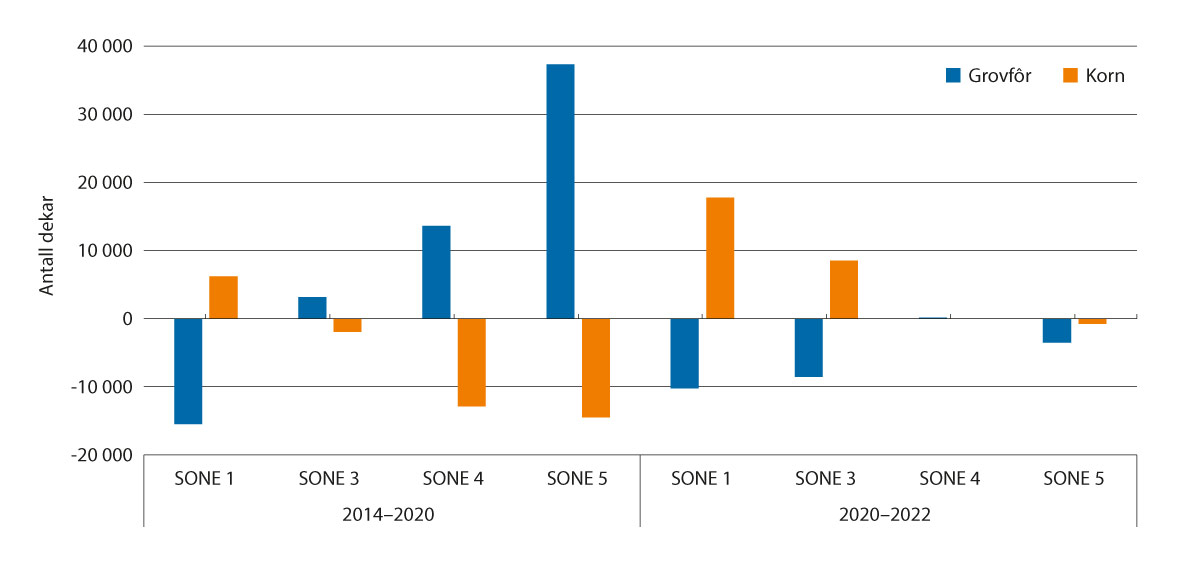 40 000
Grovfôr Korn
30 000
20 000
Antall dekar
10 000
0
-10 000
-20 000
SONE 1 SONE 3 SONE 4 SONE 5 SONE 1 SONE 3 SONE 4 SONE 5
2014–2020 2020–2022